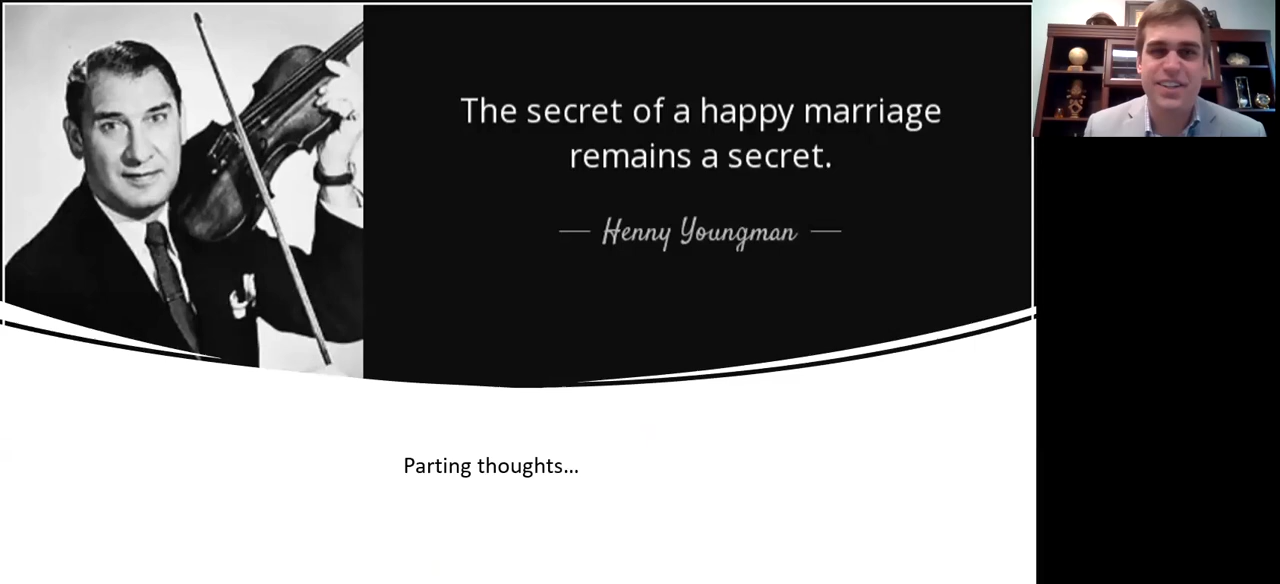 The secret of a happy marriage
remains a secret.
Henny Youngman
Parting thoughts...